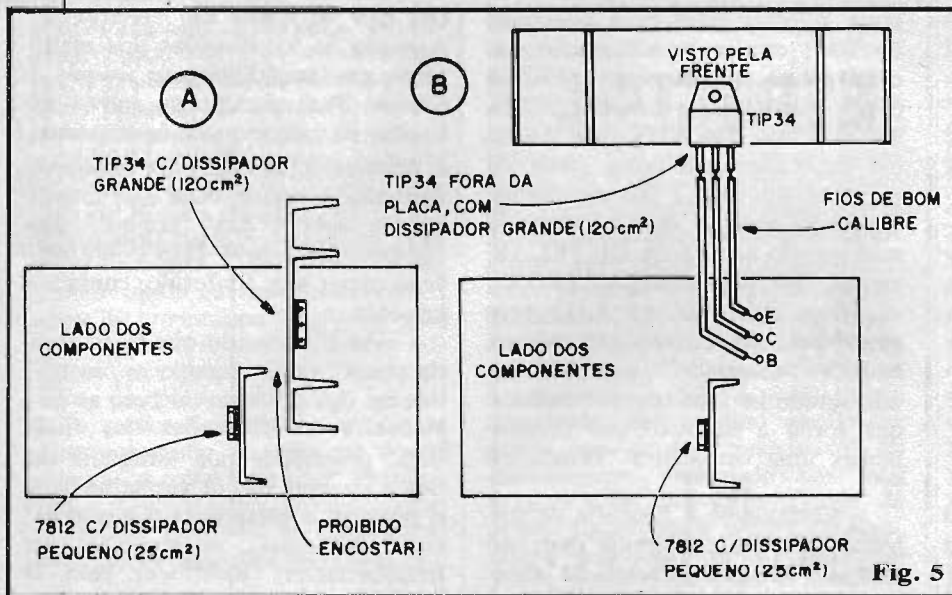 A
TIP34 C/DISSIPADOR
GRANDE (120cm²)
LADO DOS
COMPONENTES
7812 C/DISSIPADOR
PEQUENO (25cm²)
PROIBIDO
ENCOSTAR!
B
VISTO PELA
FRENTE
TIP34
TIP34 FORA DA
PLACA, COM
DISSIPADOR GRANDE (120cm²)
FIOS DE BOM
CALIBRE
E
C
B
LADO DOS
COMPONENTES
7812 C/DISSIPADOR
PEQUENO (25cm²)
Fig. 5